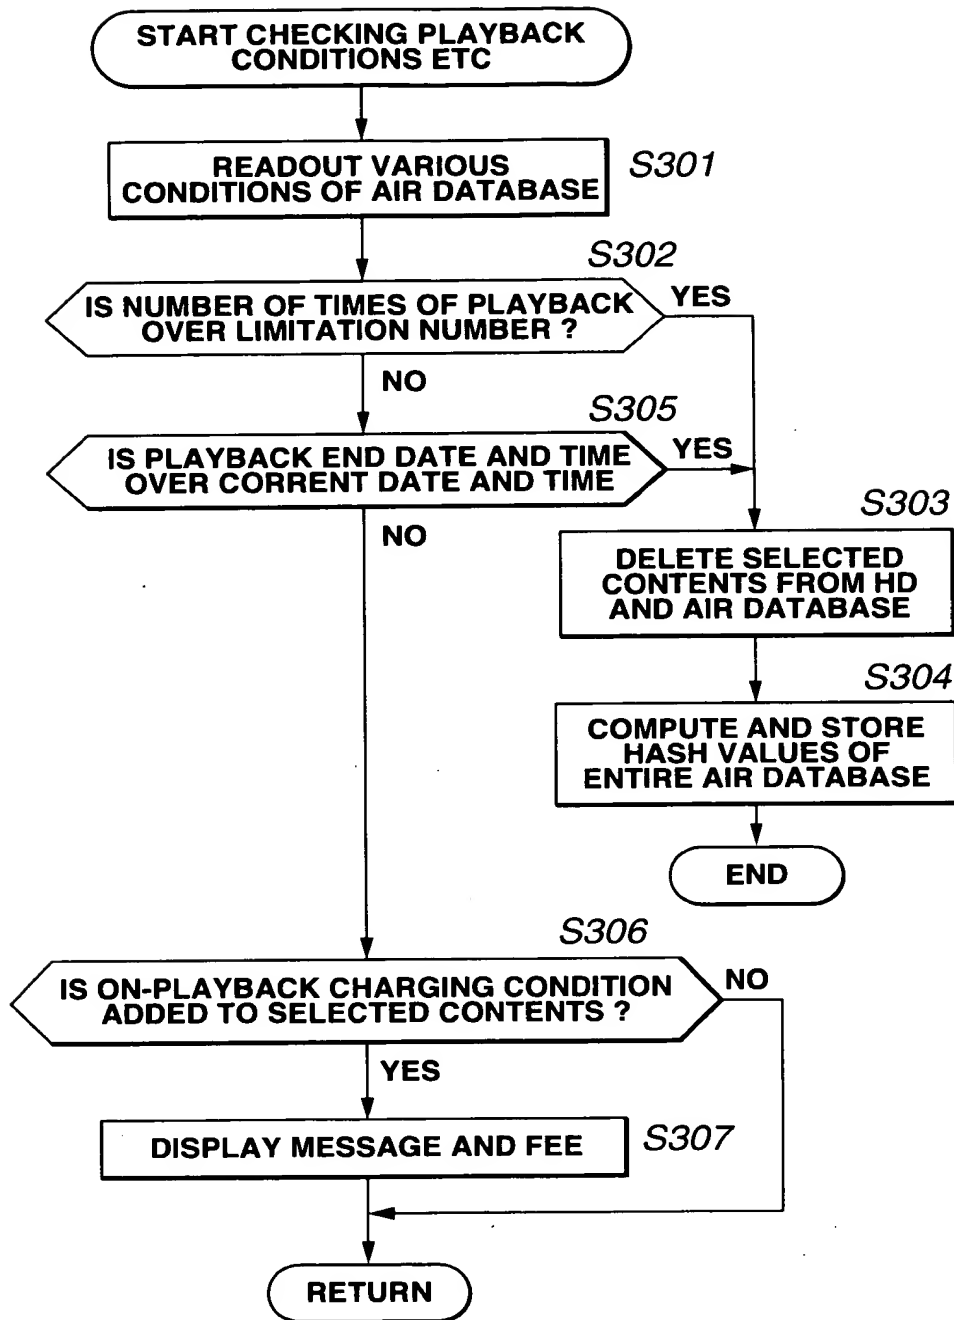 START CHECKING PLAYBACK
CONDITIONS ETC
READOUT VARIOUS
CONDITIONS OF AIR DATABASE
S301
S302
IS NUMBER OF TIMES OF PLAYBACK
OVER LIMITATION NUMBER ?
YES
NO
S305
IS PLAYBACK END DATE AND TIME
OVER CORRENT DATE AND TIME
YES
NO
S303
DELETE SELECTED
CONTENTS FROM HD
AND AIR DATABASE
S304
COMPUTE AND STORE
HASH VALUES OF
ENTIRE AIR DATABASE
END
S306
IS ON-PLAYBACK CHARGING CONDITION
ADDED TO SELECTED CONTENTS ?
NO
YES
DISPLAY MESSAGE AND FEE
S307
RETURN